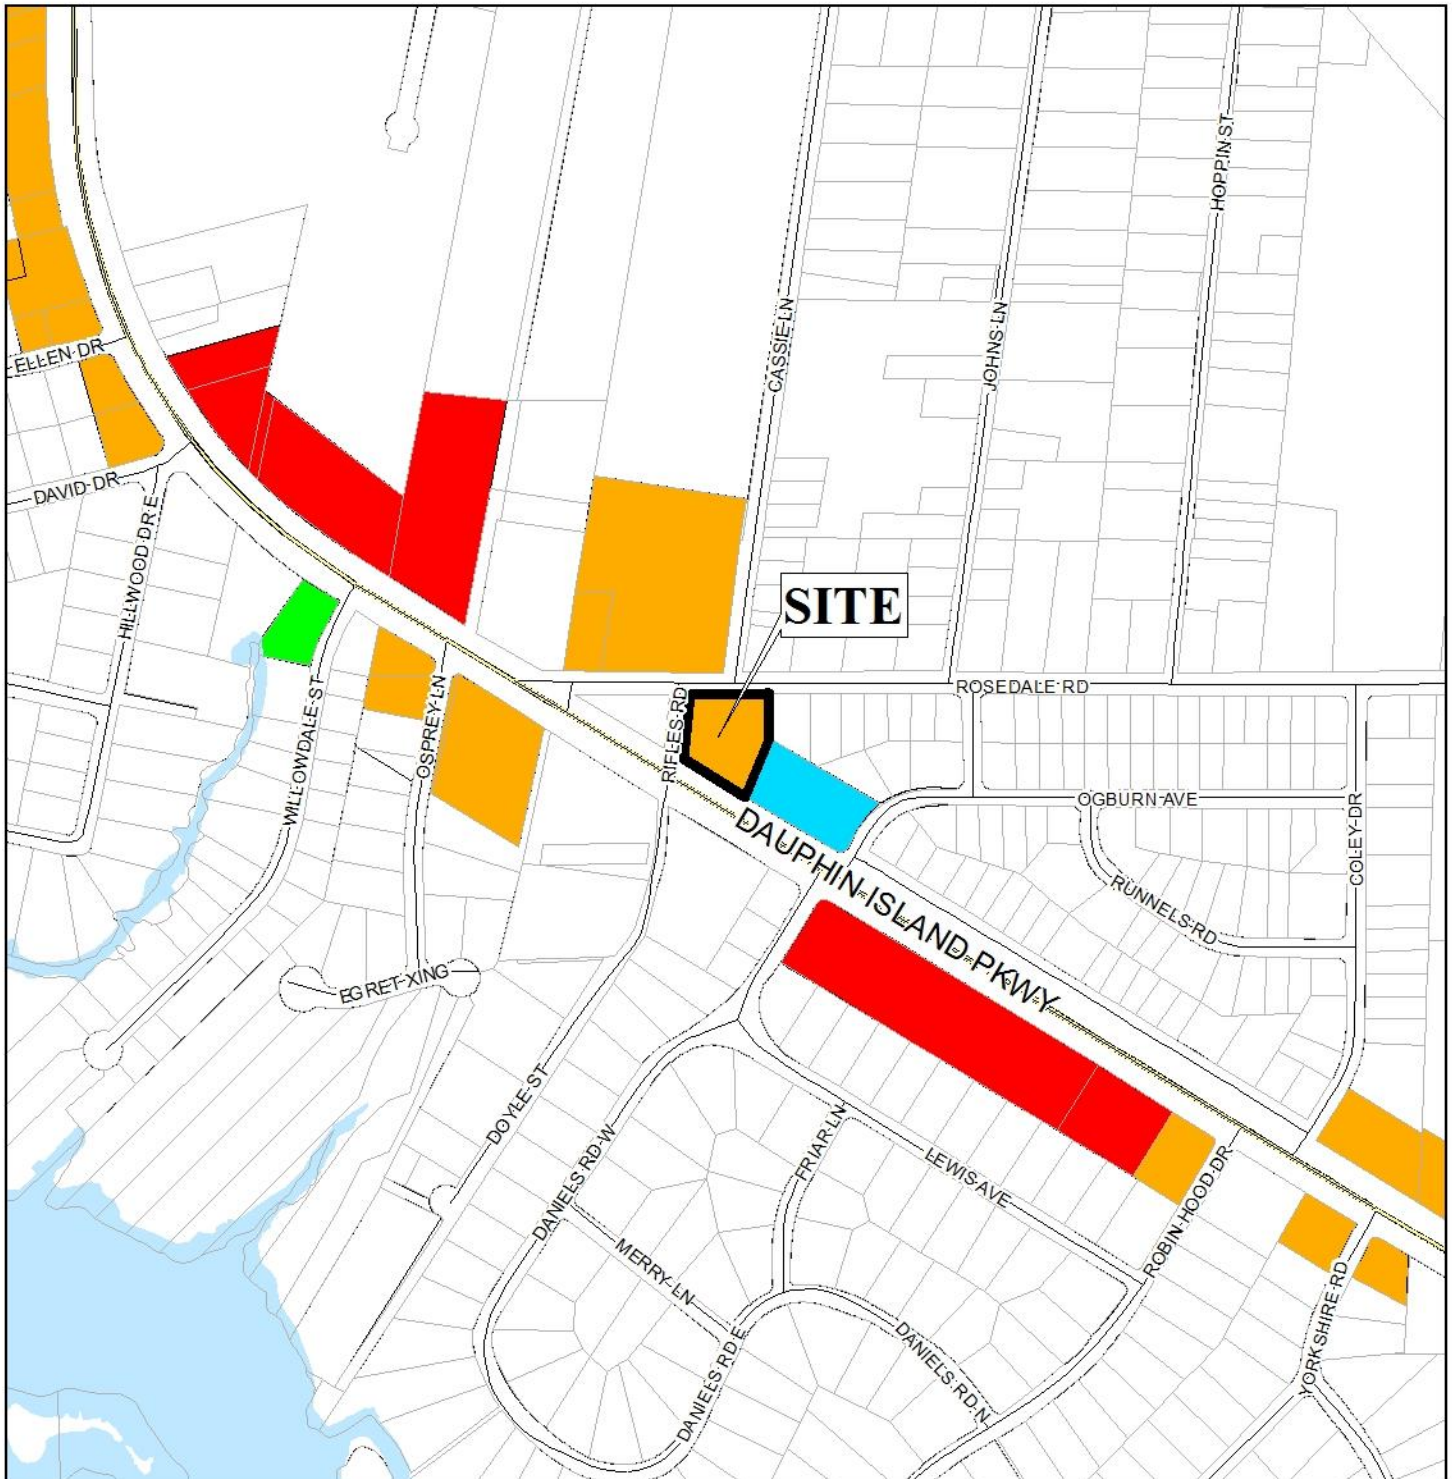 HOPPIN ST
CASSIE LN
JOHNS LN
ELLEN DR
DAVID DR
HILLWOOD DR E
SITE
WILLOWDALE ST
OSPREY LN
RIFLES RD
ROSEDALE RD
OGBURN AVE
COLEY DR
DAUPHIN ISLAND PKWY
RUNNELS RD
EGRET XING
DOYLE ST
DANIELS RD W
FRIAR LN
LEWIS AVE
ROBIN HOOD DR
MERRY LN
YORKSHIRE RD
DANIELS RD E
DANIELS RD N